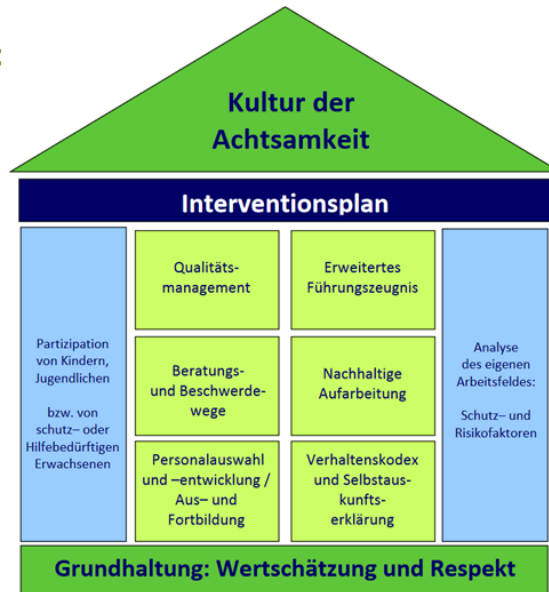 :
Kultur der
Achtsamkeit
Interventionsplan
Partizipation
von Kindern,
Jugendlichen
bzw. von
schutz– oder
Hilfebedürftigen
Erwachsenen
Qualitäts-
management
Erweitertes
Führungszeugnis
Beratungs-
und Beschwerde-
wege
Nachhaltige
Aufarbeitung
Personalauswahl
und –entwicklung /
Aus– und
Fortbildung
Verhaltenskodex
und Selbstaus-
kunfts-
erklärung
Analyse
des eigenen
Arbeitsfeldes:
Schutz– und
Risikofaktoren
Grundhaltung: Wertschätzung und Respekt